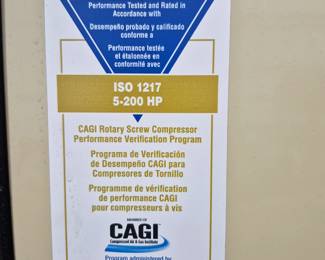 Performance Tested and Rated in
Accordance with
Desempeño probado y calificado
conforme a
Performance testée
et étalonnée en
conformité avec
ISO 1217
5-200 HP
CAGI Rotary Screw Compressor
Performance Verification Program
Programa de Verificación
de Desempeño CAGI para
Compresores de Tornillo
Programme de vérification
de performance CAGI
pour compresseurs à vis
MEMBER OF
CAGI
Compressed Air & Gas Institute
Program administered by